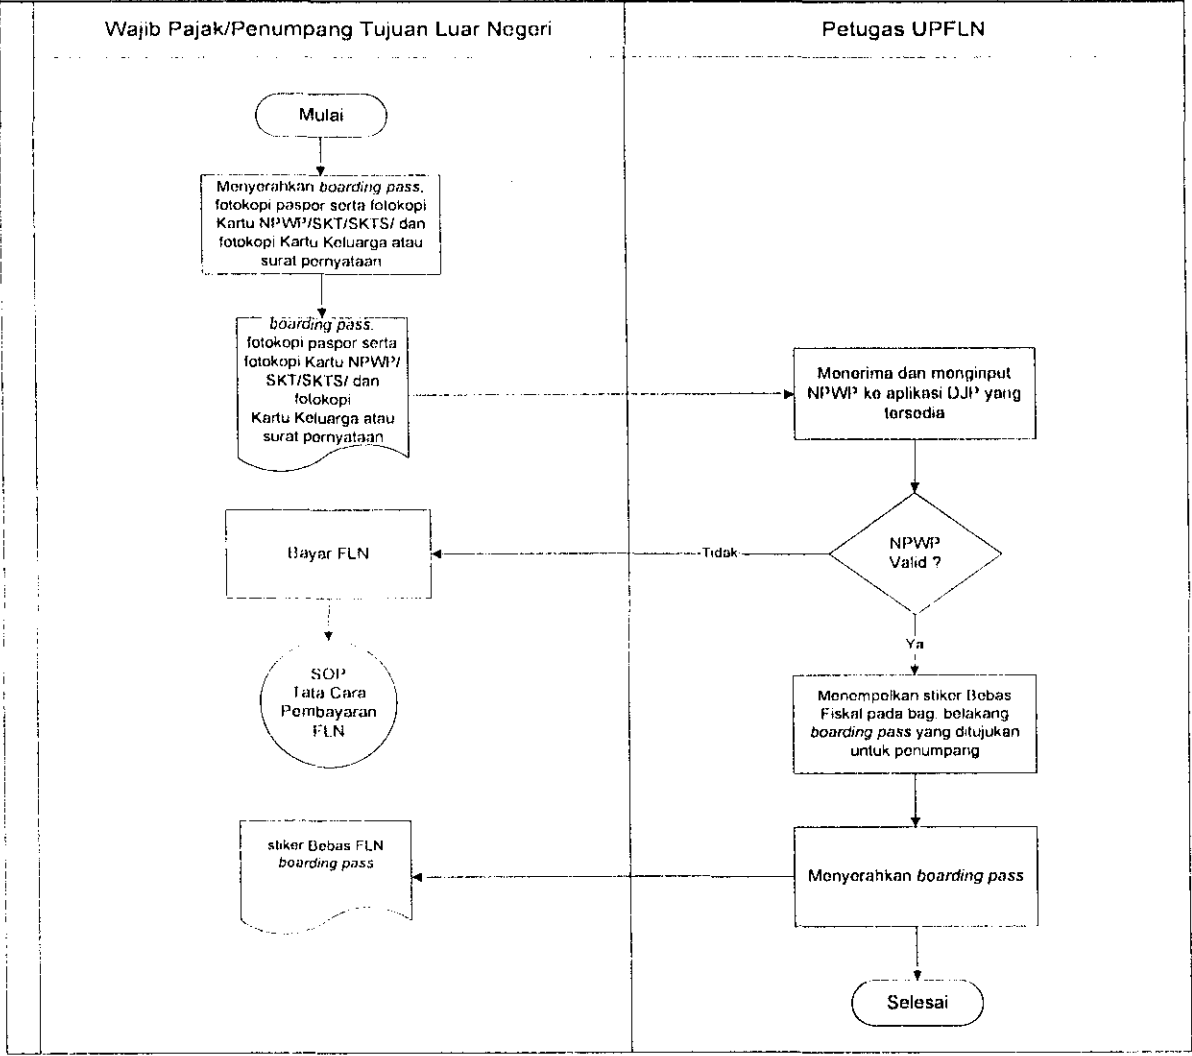 Wajib Pajak/Penumpang Tujuan Luar Negeri
Petugas UPFLN
Mulai
Menyerahkan boarding pass,
fotokopi paspor serta fotokopi
Kartu NPWP/SKT/SKTS/ dan
fotokopi Kartu Keluarga atau
surat pernyataan
boarding pass,
fotokopi paspor serta
fotokopi Kartu NPWP/
SKT/SKTS/ dan
fotokopi
Kartu Keluarga atau
surat pernyataan
Menerima dan menginput
NPWP ke aplikasi DJP yang
tersedia
NPWP
Valid ?
Tidak
Bayar FLN
SOP
Tata Cara
Pembayaran
FLN
Ya
Menempelkan stiker Bebas
Fiskal pada bag. belakang
boarding pass yang ditujukan
untuk penumpang
Menyerahkan boarding pass
stiker Bebas FLN
boarding pass
Selesai